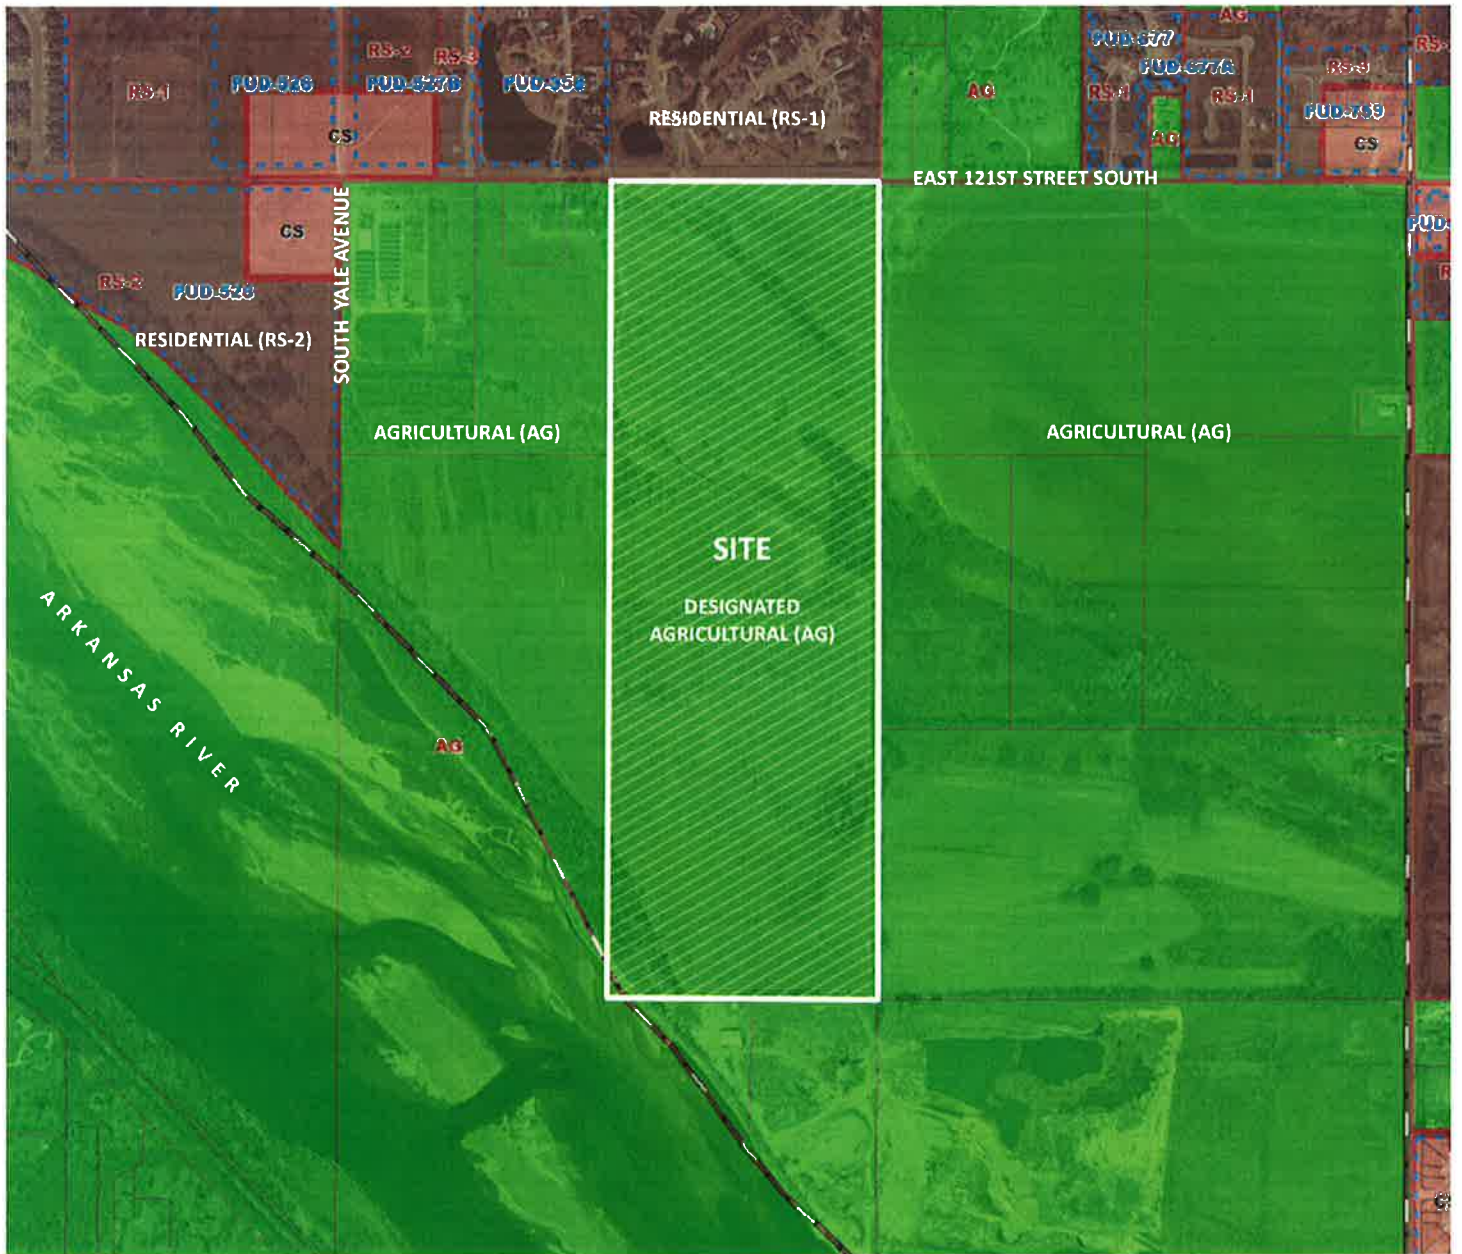 AG
PUD-677
RS-2
RS-3
PUD-677A
RS-1
PUD-526
PUD-527B
RS-3
AG
RS-1
RS-1
RESIDENTIAL (RS-1)
PUD-759
CS
AG
CS
EAST 121ST STREET SOUTH
CS
PUD-
SOUTH YALE AVENUE
RS-2
PUD-526
RESIDENTIAL (RS-2)
AGRICULTURAL (AG)
AGRICULTURAL (AG)
SITE
DESIGNATED
AGRICULTURAL (AG)
ARKANSAS RIVER
AG